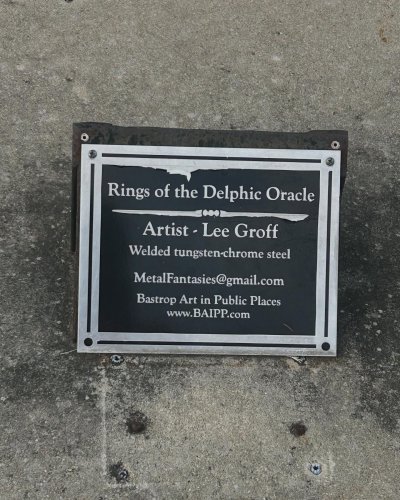 Rings of the Delphic Oracle
Artist - Lee Groff
Welded tungsten-chrome steel
MetalFantasies@gmail.com
Bastrop Art in Public Places
www.BAIPP.com